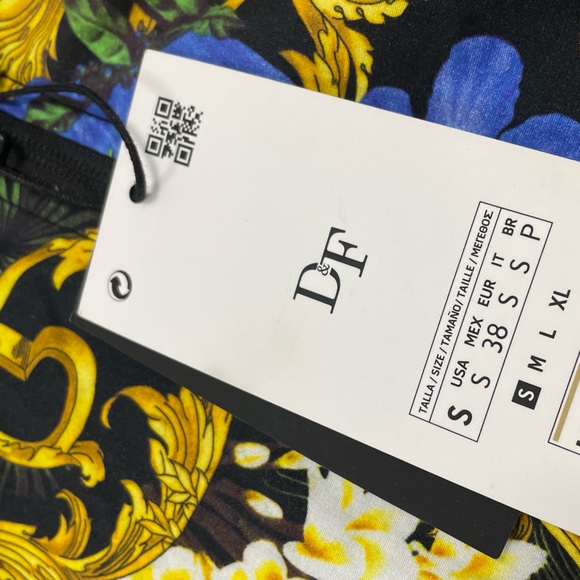 D&F
TALLA / SIZE / TAMAÑO / TAILLE / ΜΕΓΕΘΟΣ
USA MEX EUR IT BR
S S 38 S S P
S M L XL